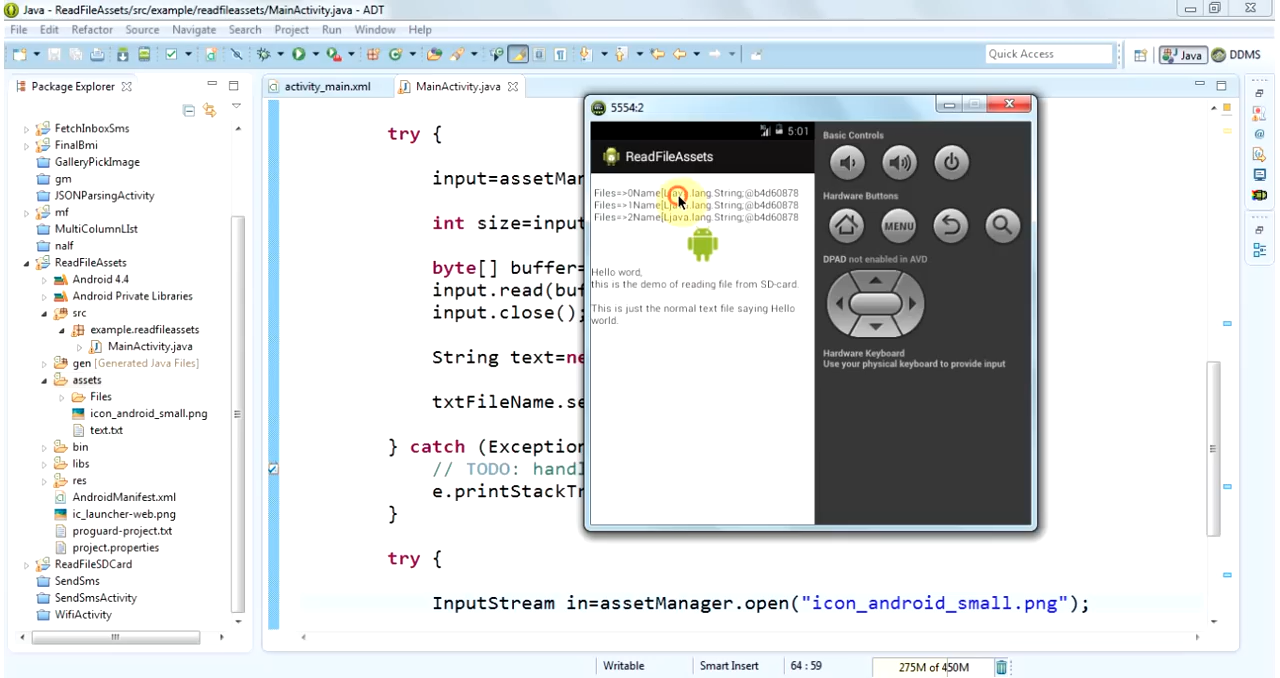 Java - ReadFileAssets/src/example/readfileassets/MainActivity.java - ADT
File Edit Refactor Source Navigate Search Project Run Window Help
Quick Access
Java
DDMS
Package Explorer
activity_main.xml
MainActivity.java
FetchInboxSms
FinalBmi
GalleryPickImage
gm
JSONParsingActivity
mf
MultiColumnLIst
nalf
ReadFileAssets
Android 4.4
Android Private Libraries
src
example.readfileassets
MainActivity.java
gen [Generated Java Files]
assets
Files
icon_android_small.png
text.txt
bin
libs
res
AndroidManifest.xml
ic_launcher-web.png
proguard-project.txt
project.properties
ReadFileSDCard
SendSms
SendSmsActivity
WifiActivity
try {
input=assetMan
int size=input
byte[] buffer=
input.read(buf
input.close();
String text=ne
txtFileName.se
} catch (Exception
// TODO: handl
e.printStackTr
}
try {
InputStream in=assetManager.open("icon_android_small.png");
5554:2
5:01
ReadFileAssets
Files=>0Name[Ljava.lang.String;@b4d60878
Files=>1Name[Ljava.lang.String;@b4d60878
Files=>2Name[Ljava.lang.String;@b4d60878
Hello word,
this is the demo of reading file from SD-card.
This is just the normal text file saying Hello
world.
Basic Controls
Hardware Buttons
MENU
DPAD not enabled in AVD
Hardware Keyboard
Use your physical keyboard to provide input
Writable
Smart Insert
64 : 59
275M of 450M